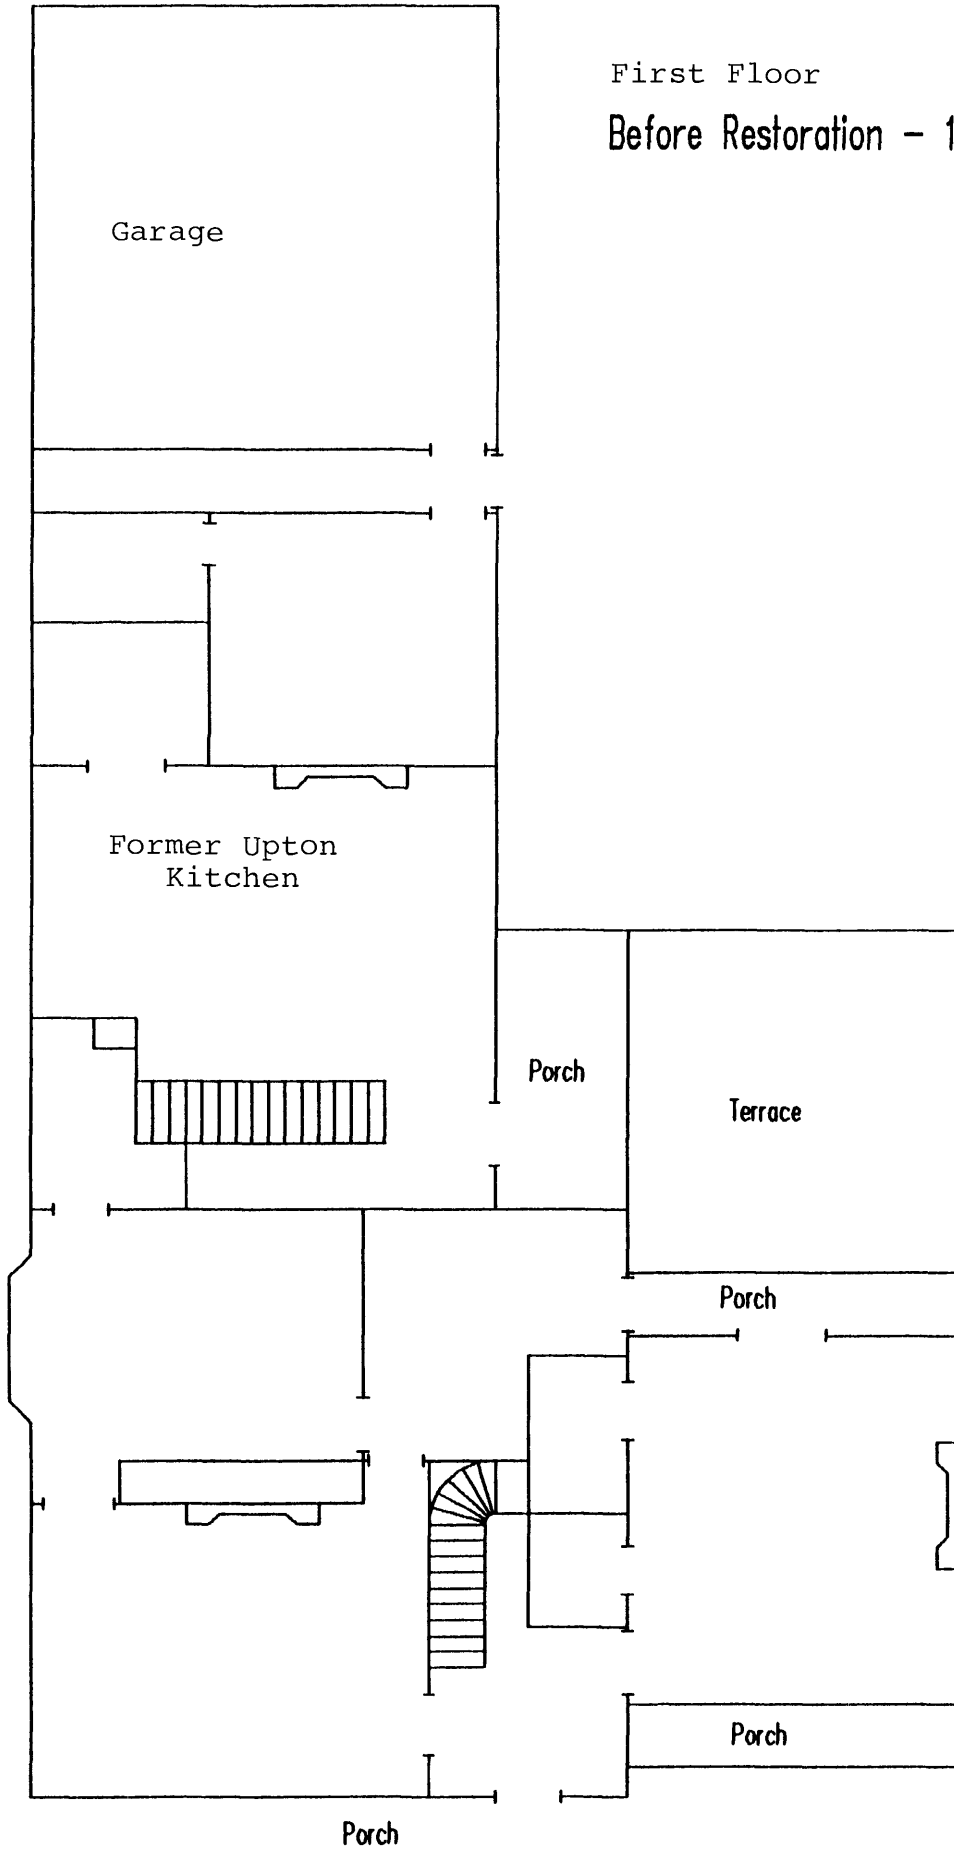 First Floor
Before Restoration - 1
Garage
Former Upton
Kitchen
Porch
Terrace
Porch
Porch
Porch